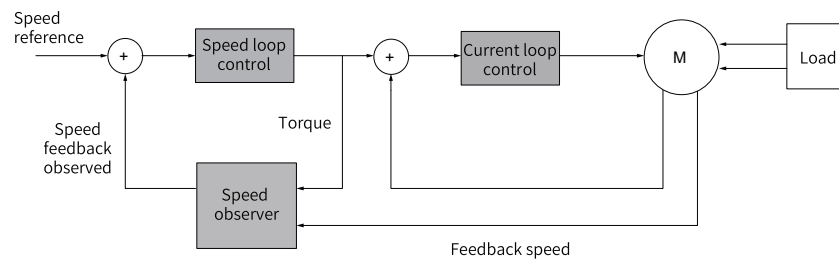 Speed
reference
+
Speed loop
control
+
Current loop
control
M
Load
Torque
Speed
feedback
observed
Speed
observer
Feedback speed